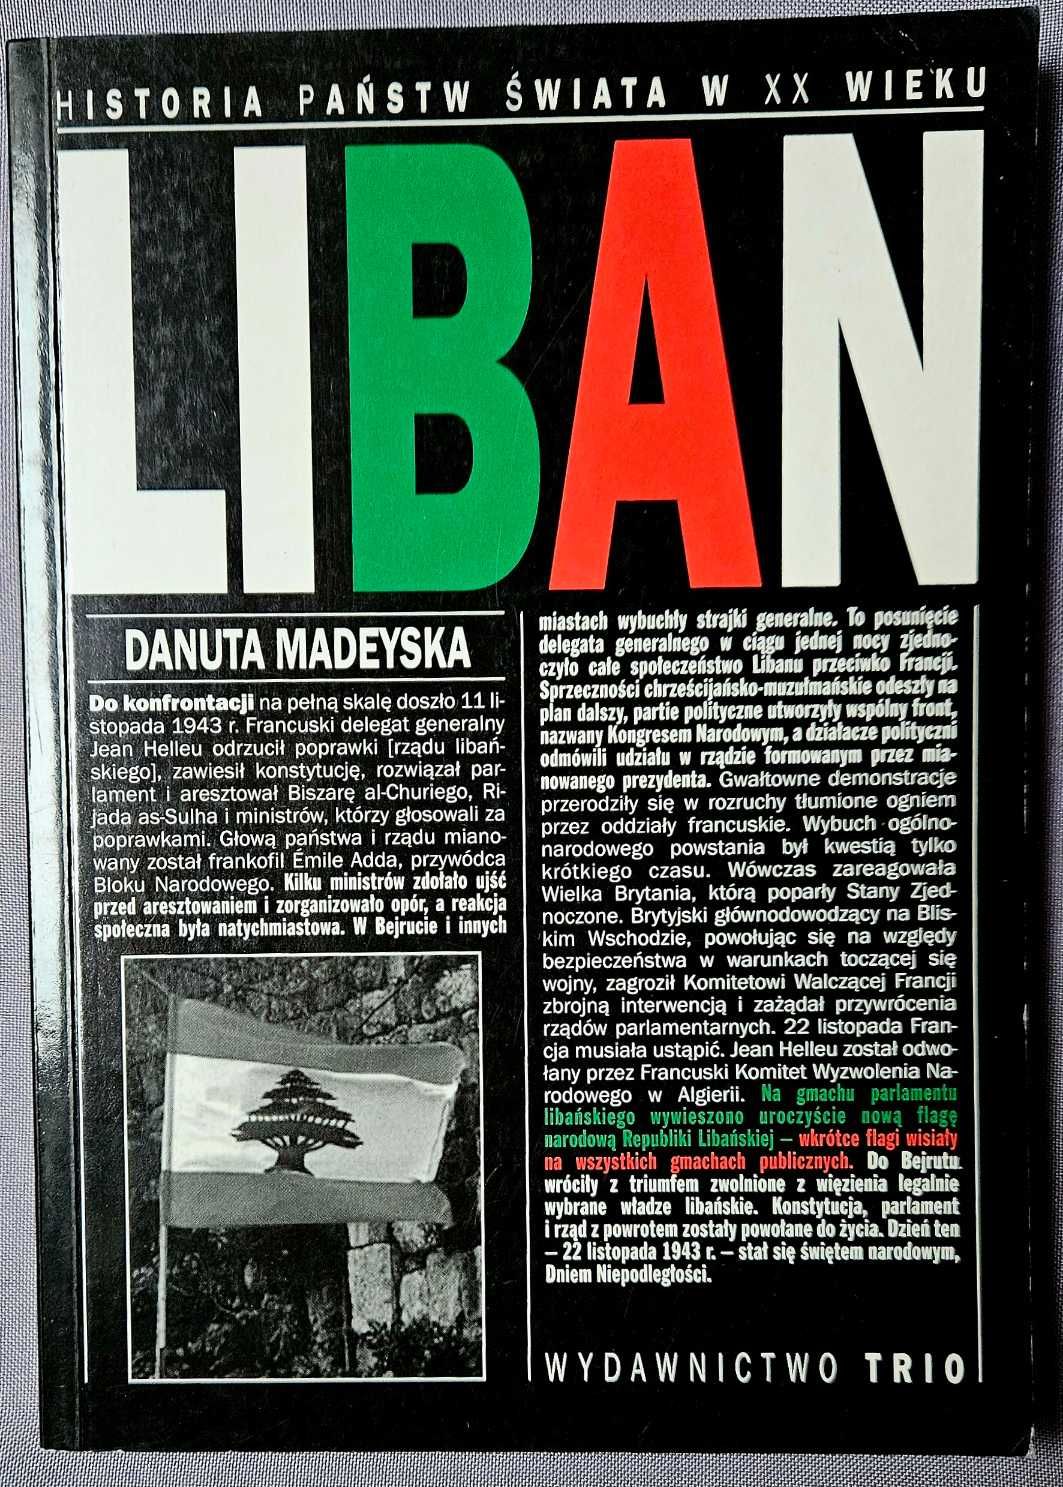 HISTORIA PAŃSTW ŚWIATA W XX WIEKU
LIBAN
DANUTA MADEYSKA
Do konfrontacji na pełną skalę doszło 11 li-
stopada 1943 r. Francuski delegat generalny
Jean Helleu odrzucił poprawki [rządu libań-
skiego], zawiesił konstytucję, rozwiązał par-
lament i aresztował Biszarę al-Churiego, Ri-
jada as-Sulha i ministrów, którzy głosowali za
poprawkami. Głową państwa i rządu miano-
wany został frankofil Émile Adda, przywódca
Bloku Narodowego. Kilku ministrów zdołało ujść
przed aresztowaniem i zorganizowało opór, a reakcja
społeczna była natychmiastowa. W Bejrucie i innych
miastach wybuchły strajki generalne. To posunięcie
delegata generalnego w ciągu jednej nocy zjedno-
czyło całe społeczeństwo Libanu przeciwko Francji.
Sprzeczności chrześcijańsko-muzułmańskie odeszły na
plan dalszy, partie polityczne utworzyły wspólny front,
nazwany Kongresem Narodowym, a działacze polityczni
odmówili udziału w rządzie formowanym przez mia-
nowanego prezydenta. Gwałtowne demonstracje
przerodziły się w rozruchy tłumione ogniem
przez oddziały francuskie. Wybuch ogólno-
narodowego powstania był kwestią tylko
krótkiego czasu. Wówczas zareagowała
Wielka Brytania, którą poparły Stany Zjed-
noczone. Brytyjski głównodowodzący na Blis-
kim Wschodzie, powołując się na względy
bezpieczeństwa w warunkach toczącej się
wojny, zagroził Komitetowi Walczącej Francji
zbrojną interwencją i zażądał przywrócenia
rządów parlamentarnych. 22 listopada Fran-
cja musiała ustąpić. Jean Helleu został odwo-
łany przez Francuski Komitet Wyzwolenia Na-
rodowego w Algierii. Na gmachu parlamentu
libańskiego wywieszono uroczyście nową flagę
narodową Republiki Libańskiej – wkrótce flagi wisiały
na wszystkich gmachach publicznych. Do Bejrutu
wróciły z triumfem zwolnione z więzienia legalnie
wybrane władze libańskie. Konstytucja, parlament
i rząd z powrotem zostały powołane do życia. Dzień ten
– 22 listopada 1943 r. – stał się świętem narodowym,
Dniem Niepodległości.
WYDAWNICTWO TRIO